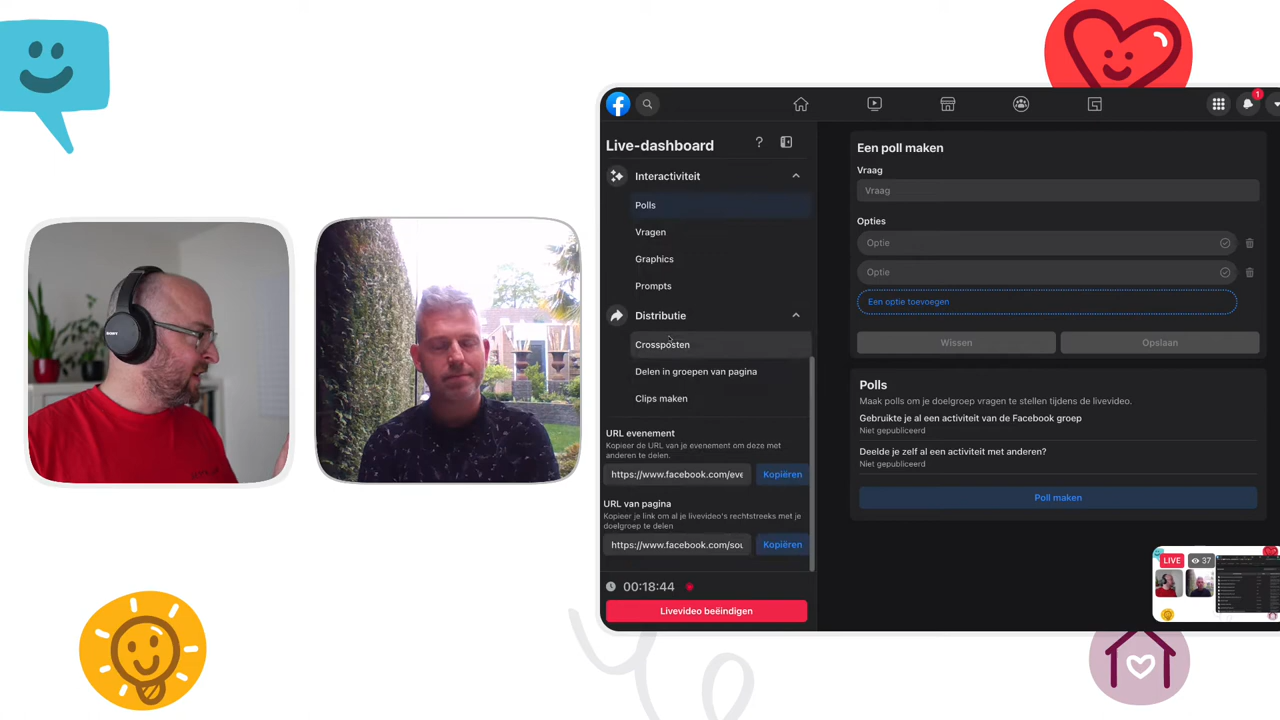 Live-dashboard
?
Interactiviteit
Polls
Vragen
Graphics
Prompts
Distributie
Crossposten
Delen in groepen van pagina
Clips maken
URL evenement
Kopieer de URL van je evenement om deze met
anderen te delen.
https://www.facebook.com/eve
Kopiëren
URL van pagina
Kopieer je link om al je livevideo's rechtstreeks met je
doelgroep te delen
https://www.facebook.com/sou
Kopiëren
00:18:44
Livevideo beëindigen
1
Een poll maken
Vraag
Vraag
Opties
Optie
Optie
Een optie toevoegen
Wissen
Opslaan
Polls
Maak polls om je doelgroep vragen te stellen tijdens de livevideo.
Gebruikte je al een activiteit van de Facebook groep
Niet gepubliceerd
Deelde je zelf al een activiteit met anderen?
Niet gepubliceerd
Poll maken
LIVE
37
SONY